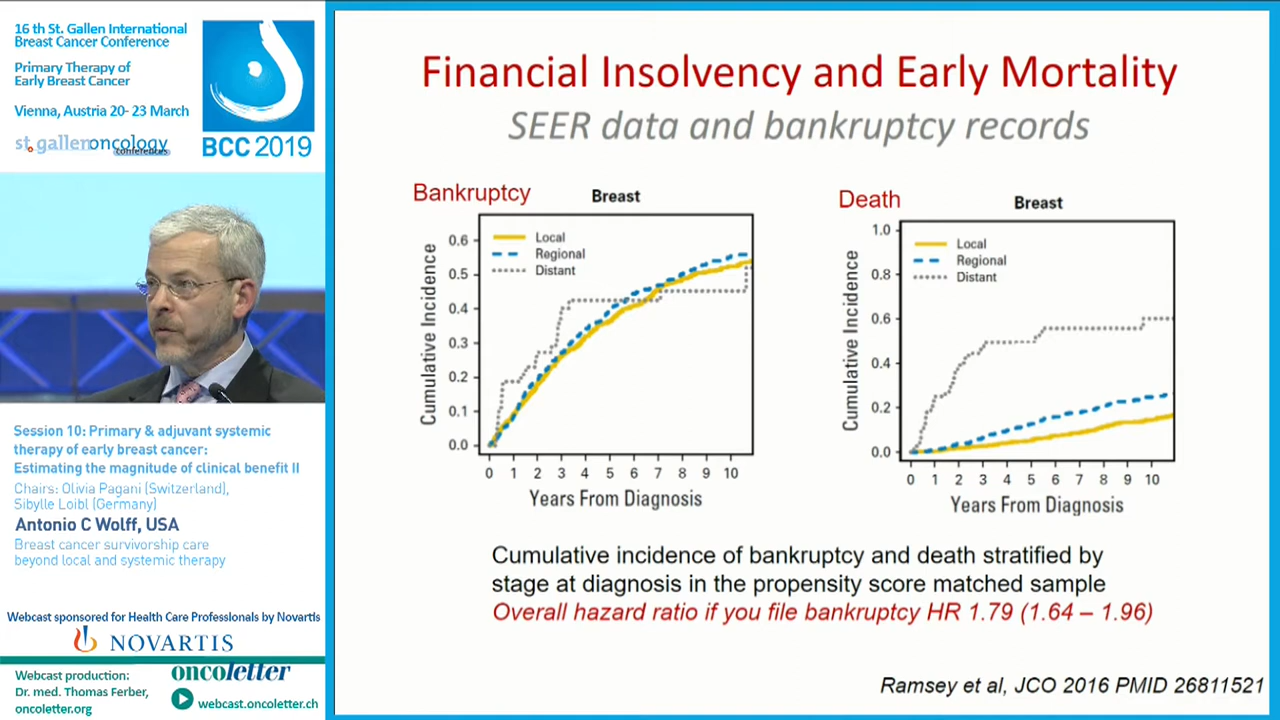 16 th St. Gallen International
Breast Cancer Conference
Primary Therapy of
Early Breast Cancer
Vienna, Austria 20- 23 March
st.gallenoncology
conferences
BCC 2019
Session 10: Primary & adjuvant systemic
therapy of early breast cancer:
Estimating the magnitude of clinical benefit II
Chairs: Olivia Pagani (Switzerland),
Sibylle Loibl (Germany)
Antonio C Wolff, USA
Breast cancer survivorship care
beyond local and systemic therapy
Webcast sponsored for Health Care Professionals by Novartis
NOVARTIS
Webcast production:
Dr. med. Thomas Ferber,
oncoletter.org
oncoletter
webcast.oncoletter.ch
Financial Insolvency and Early Mortality
SEER data and bankruptcy records
Bankruptcy
Breast
Cumulative Incidence
0.6
0.5
0.4
0.3
0.2
0.1
0.0
Local
Regional
Distant
0 1 2 3 4 5 6 7 8 9 10
Years From Diagnosis
Death
Breast
Cumulative Incidence
1.0
0.8
0.6
0.4
0.2
0.0
Local
Regional
Distant
0 1 2 3 4 5 6 7 8 9 10
Years From Diagnosis
Cumulative incidence of bankruptcy and death stratified by
stage at diagnosis in the propensity score matched sample
Overall hazard ratio if you file bankruptcy HR 1.79 (1.64 – 1.96)
Ramsey et al, JCO 2016 PMID 26811521